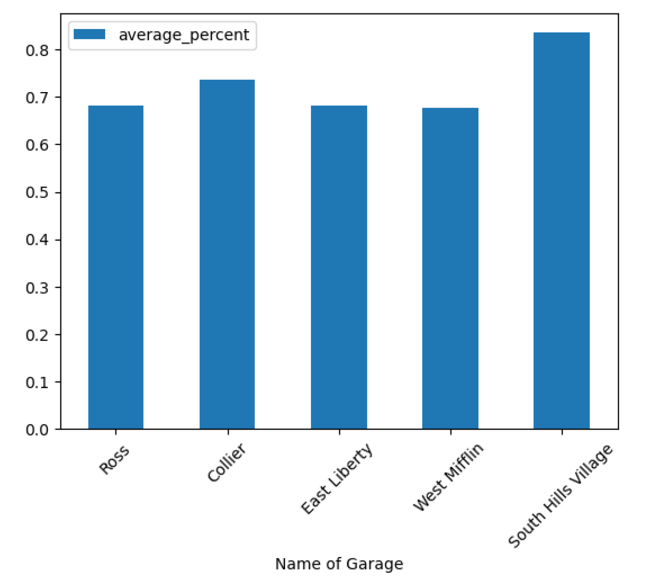 average_percent
0.8
0.7
0.6
0.5
0.4
0.3
0.2
0.1
0.0
Ross
Collier
East Liberty
West Mifflin
South Hills Village
Name of Garage